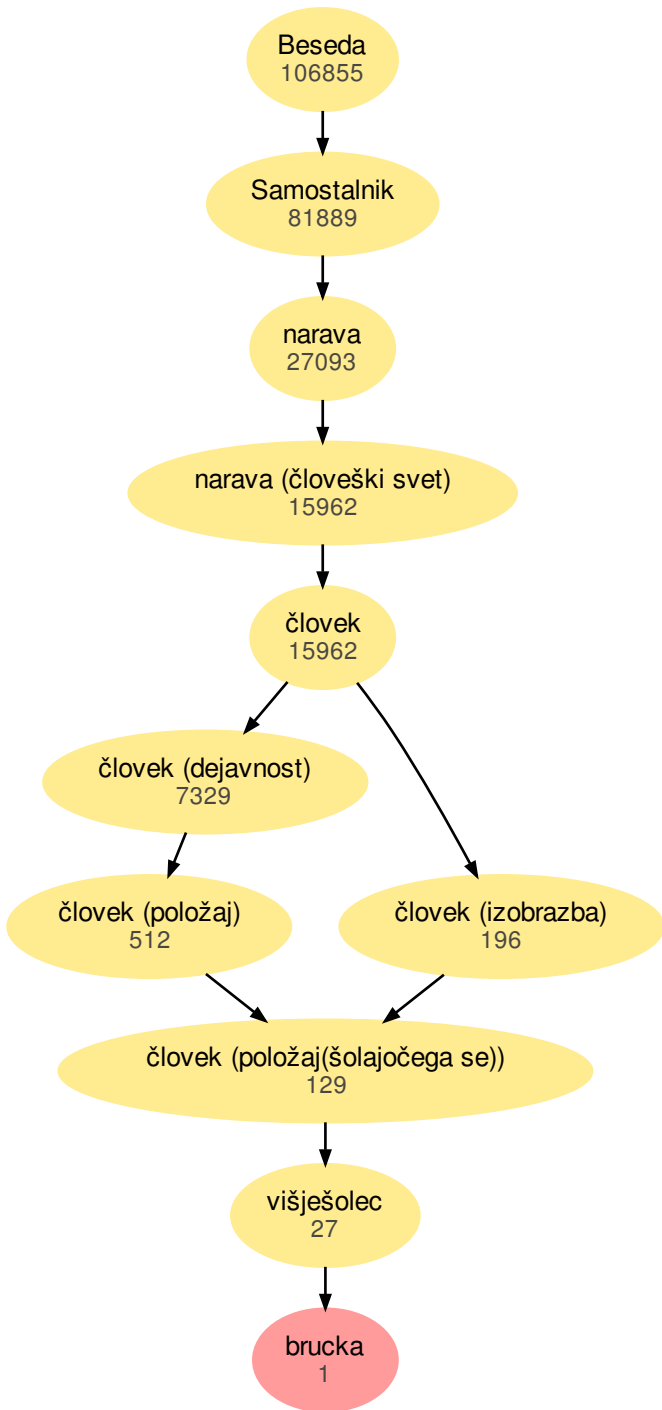 Beseda
106855
Samostalnik
81889
narava
27093
narava (človeški svet)
15962
človek
15962
človek (dejavnost)
7329
človek (položaj)
512
človek (izobrazba)
196
človek (položaj(šolajočega se))
129
višješolec
27
brucka
1